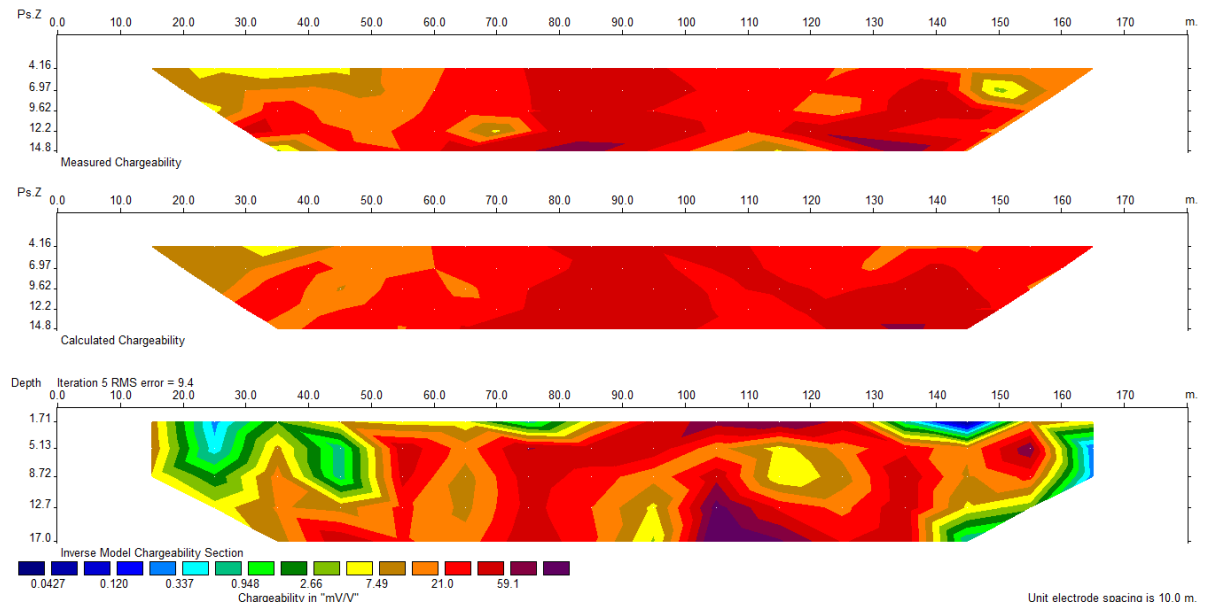 Ps.Z
0.0 10.0 20.0 30.0 40.0 50.0 60.0 70.0 80.0 90.0 100 110 120 130 140 150 160 170 m.
4.16
6.97
9.62
12.2
14.8
Measured Chargeability
Ps.Z
0.0 10.0 20.0 30.0 40.0 50.0 60.0 70.0 80.0 90.0 100 110 120 130 140 150 160 170 m.
4.16
6.97
9.62
12.2
14.8
Calculated Chargeability
Depth Iteration 5 RMS error = 9.4
0.0 10.0 20.0 30.0 40.0 50.0 60.0 70.0 80.0 90.0 100 110 120 130 140 150 160 170 m.
1.71
5.13
8.72
12.7
17.0
Inverse Model Chargeability Section
0.0427 0.120 0.337 0.948 2.66 7.49 21.0 59.1
Chargeability in "mV/V" Unit electrode spacing is 10.0 m.